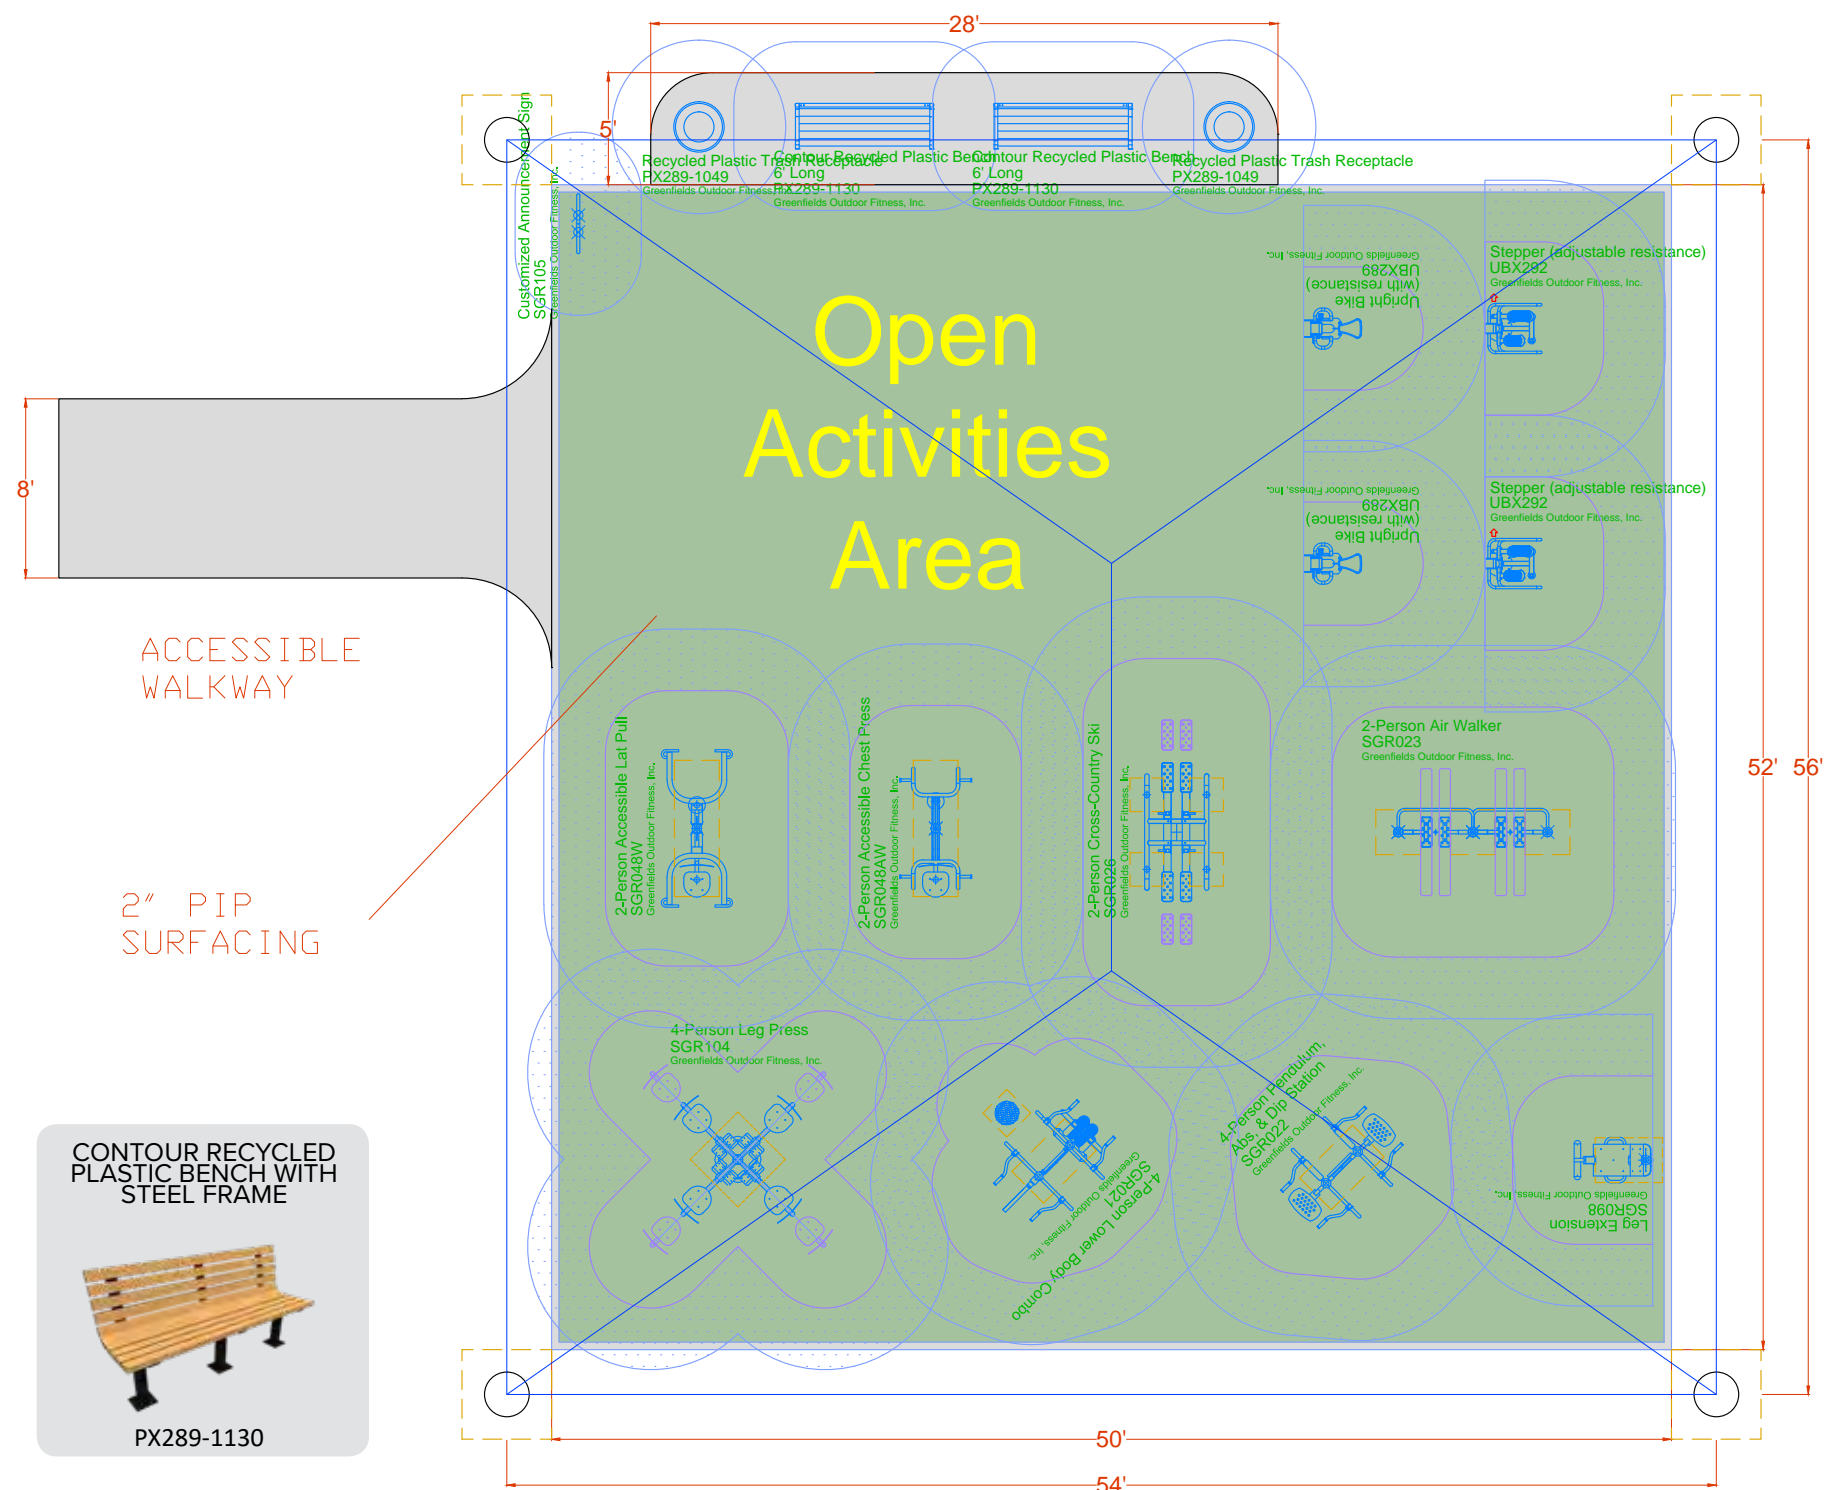 28'
5'
Customized Announcement Sign
SGR105
Greenfields Outdoor Fitness, Inc.
Recycled Plastic Trash Receptacle
PX289-1049
Greenfields Outdoor Fitness, Inc.
Contour Recycled Plastic Bench
6' Long
PX289-1130
Greenfields Outdoor Fitness, Inc.
Contour Recycled Plastic Bench
6' Long
PX289-1130
Greenfields Outdoor Fitness, Inc.
Recycled Plastic Trash Receptacle
PX289-1049
Greenfields Outdoor Fitness, Inc.
Open
Activities
Area
Upright Bike
(with resistance)
UBX289
Greenfields Outdoor Fitness, Inc.
Stepper (adjustable resistance)
UBX292
Greenfields Outdoor Fitness, Inc.
Upright Bike
(with resistance)
UBX289
Greenfields Outdoor Fitness, Inc.
Stepper (adjustable resistance)
UBX292
Greenfields Outdoor Fitness, Inc.
8'
ACCESSIBLE
WALKWAY
2" PIP
SURFACING
2-Person Accessible Lat Pull
SGR048W
Greenfields Outdoor Fitness, Inc.
2-Person Accessible Chest Press
SGR048AW
Greenfields Outdoor Fitness, Inc.
2-Person Cross-Country Ski
SGR026
Greenfields Outdoor Fitness, Inc.
2-Person Air Walker
SGR023
Greenfields Outdoor Fitness, Inc.
52'
56'
4-Person Leg Press
SGR104
Greenfields Outdoor Fitness, Inc.
4-Person Lower Body Combo
SGR021
Greenfields Outdoor Fitness, Inc.
4-Person Pendulum,
Abs, & Dip Station
SGR022
Greenfields Outdoor Fitness, Inc.
Leg Extension
SGR098
Greenfields Outdoor Fitness, Inc.
CONTOUR RECYCLED
PLASTIC BENCH WITH
STEEL FRAME
PX289-1130
50'
54'